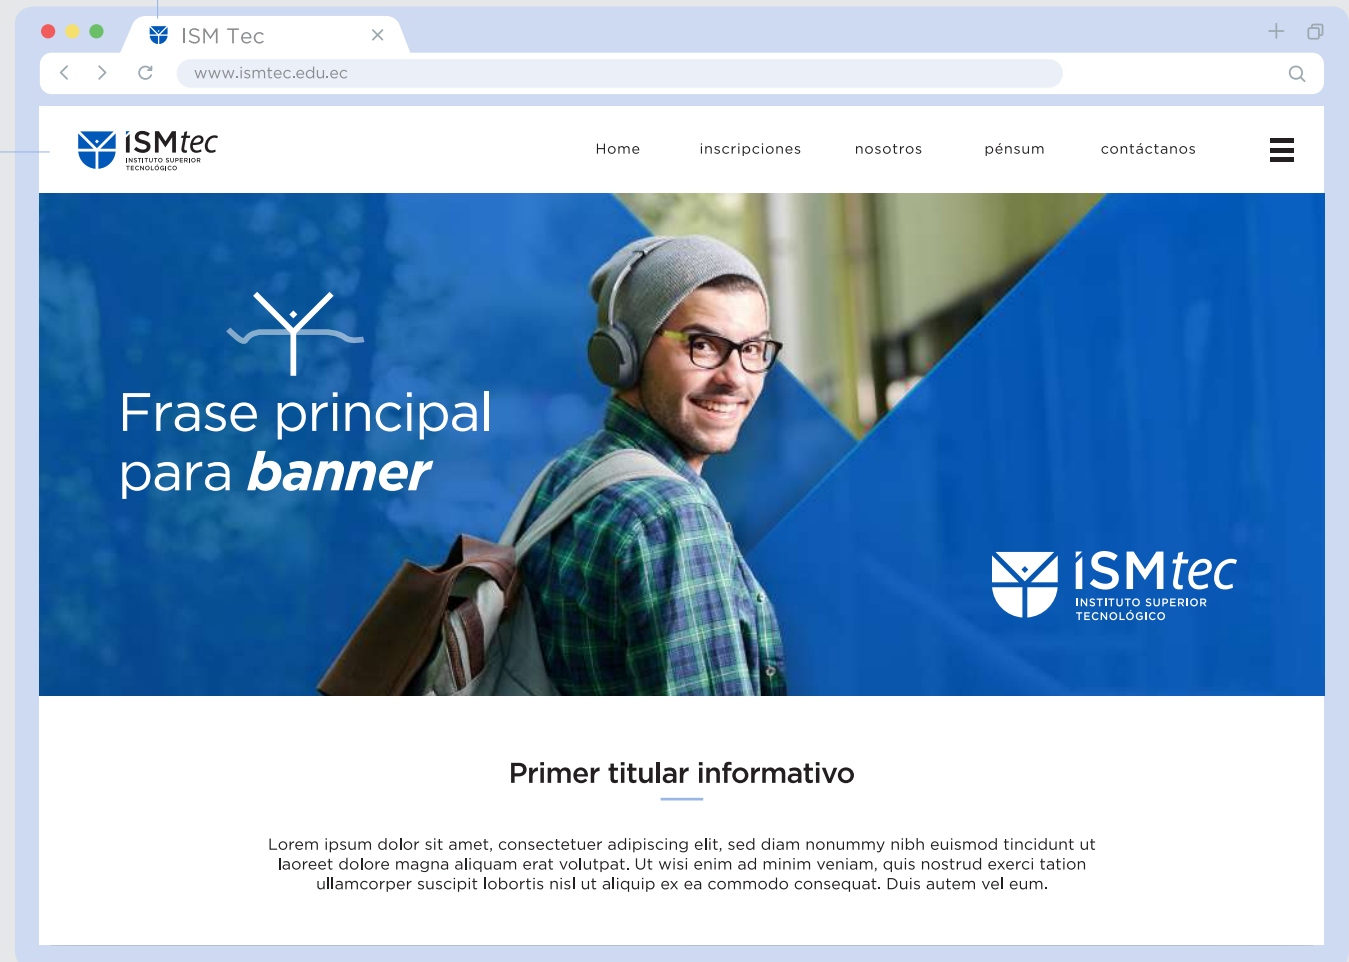 ISM Tec
www.ismtec.edu.ec
iSMtec
INSTITUTO SUPERIOR
TECNOLÓGICO
Home inscripciones nosotros pénsum contáctanos
Frase principal
para banner
iSMtec
INSTITUTO SUPERIOR
TECNOLÓGICO
Primer titular informativo
Lorem ipsum dolor sit amet, consectetuer adipiscing elit, sed diam nonummy nibh euismod tincidunt ut
laoreet dolore magna aliquam erat volutpat. Ut wisi enim ad minim veniam, quis nostrud exerci tation
ullamcorper suscipit lobortis nisl ut aliquip ex ea commodo consequat. Duis autem vel eum.